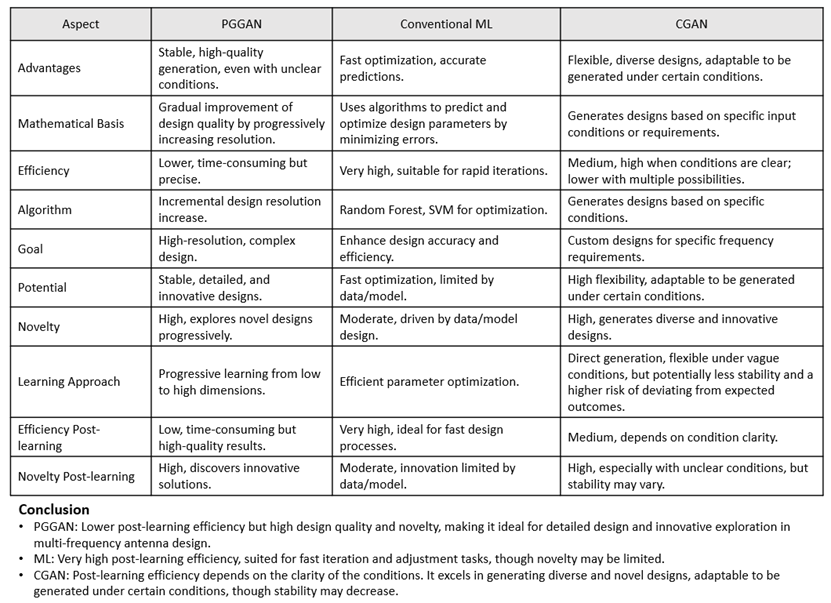 Aspect
PGGAN
Conventional ML
CGAN
Advantages
Stable, high-quality
generation, even with unclear
conditions.
Fast optimization, accurate
predictions.
Flexible, diverse designs, adaptable to be
generated under certain conditions.
Mathematical Basis
Gradual improvement of
design quality by progressively
increasing resolution.
Uses algorithms to predict and
optimize design parameters by
minimizing errors.
Generates designs based on specific input
conditions or requirements.
Efficiency
Lower, time-consuming but
precise.
Very high, suitable for rapid iterations.
Medium, high when conditions are clear;
lower with multiple possibilities.
Algorithm
Incremental design resolution
increase.
Random Forest, SVM for optimization.
Generates designs based on specific
conditions.
Goal
High-resolution, complex
design.
Enhance design accuracy and
efficiency.
Custom designs for specific frequency
requirements.
Potential
Stable, detailed, and
innovative designs.
Fast optimization, limited by
data/model.
High flexibility, adaptable to be generated
under certain conditions.
Novelty
High, explores novel designs
progressively.
Moderate, driven by data/model
design.
High, generates diverse and innovative
designs.
Learning Approach
Progressive learning from low
to high dimensions.
Efficient parameter optimization.
Direct generation, flexible under vague
conditions, but potentially less stability and a
higher risk of deviating from expected
outcomes.
Efficiency Post-
learning
Low, time-consuming but
high-quality results.
Very high, ideal for fast design
processes.
Medium, depends on condition clarity.
Novelty Post-learning
High, discovers innovative
solutions.
Moderate, innovation limited by
data/model.
High, especially with unclear conditions, but
stability may vary.
Conclusion
• PGGAN: Lower post-learning efficiency but high design quality and novelty, making it ideal for detailed design and innovative exploration in
multi-frequency antenna design.
• ML: Very high post-learning efficiency, suited for fast iteration and adjustment tasks, though novelty may be limited.
• CGAN: Post-learning efficiency depends on the clarity of the conditions. It excels in generating diverse and novel designs, adaptable to be
generated under certain conditions, though stability may decrease.